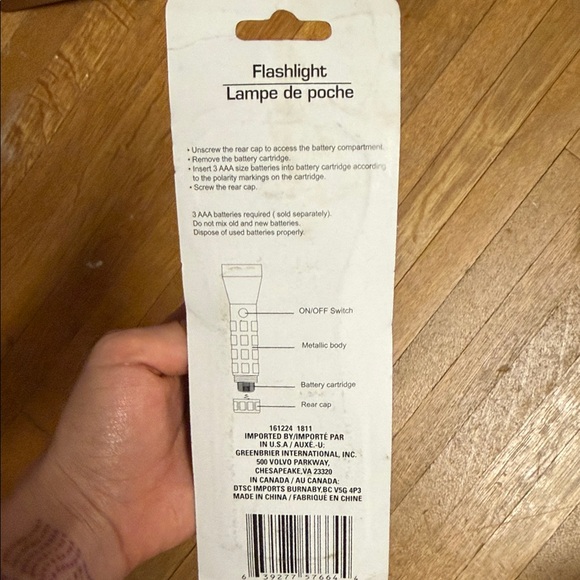 Flashlight
Lampe de poche
• Unscrew the rear cap to access the battery compartment.
• Remove the battery cartridge.
• Insert 3 AAA size batteries into battery cartridge according
to the polarity markings on the cartridge.
• Screw the rear cap.
3 AAA batteries required ( sold separately).
Do not mix old and new batteries.
Dispose of used batteries properly.
ON/OFF Switch
Metallic body
Battery cartridge
Rear cap
161224 1811
IMPORTED BY/IMPORTÉ PAR
IN U.S.A / AUXÉ.-U:
GREENBRIER INTERNATIONAL, INC.
500 VOLVO PARKWAY,
CHESAPEAKE,VA 23320
IN CANADA / AU CANADA:
DTSC IMPORTS BURNABY,BC V5G 4P3
MADE IN CHINA / FABRIQUÉ EN CHINE
6 39277 57664 4